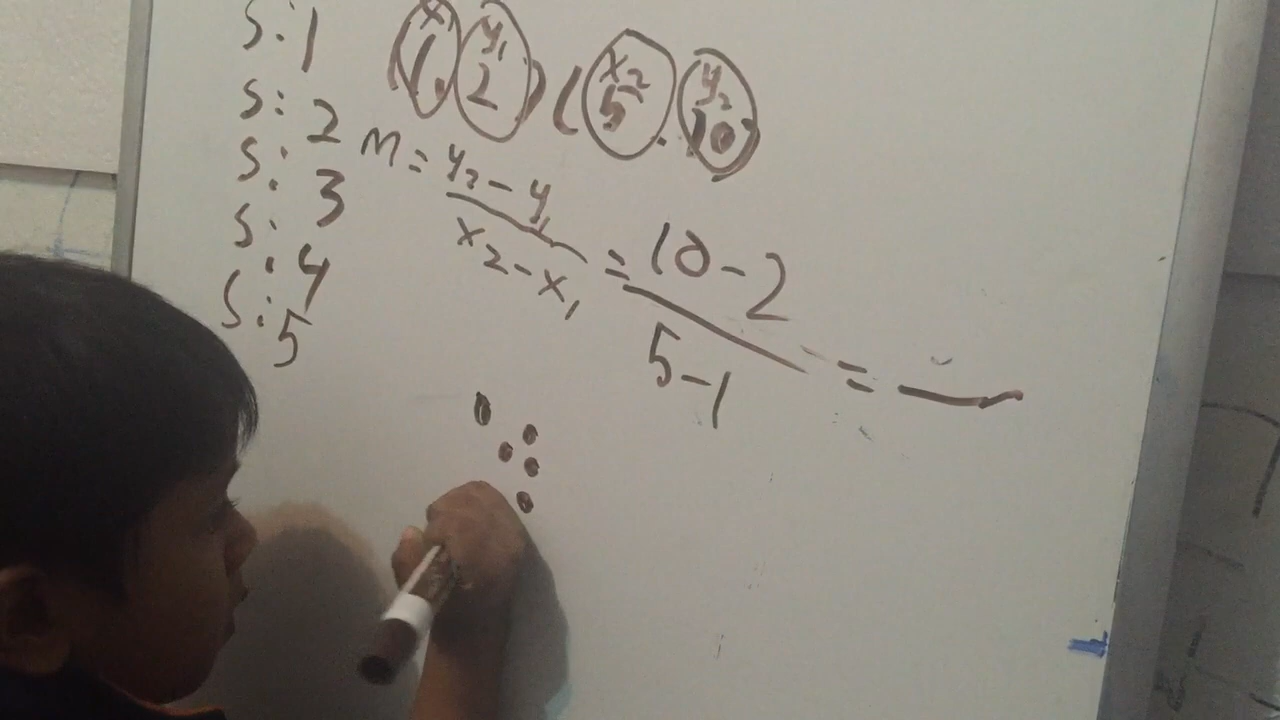 S:1
S: 2
S: 3
S: 4
S: 5
(x₁ 1, y₁ 2) (x₂ 5, y₂ 10)
M = y₂ - y₁ / x₂ - x₁ = 10 - 2 / 5 - 1 = —